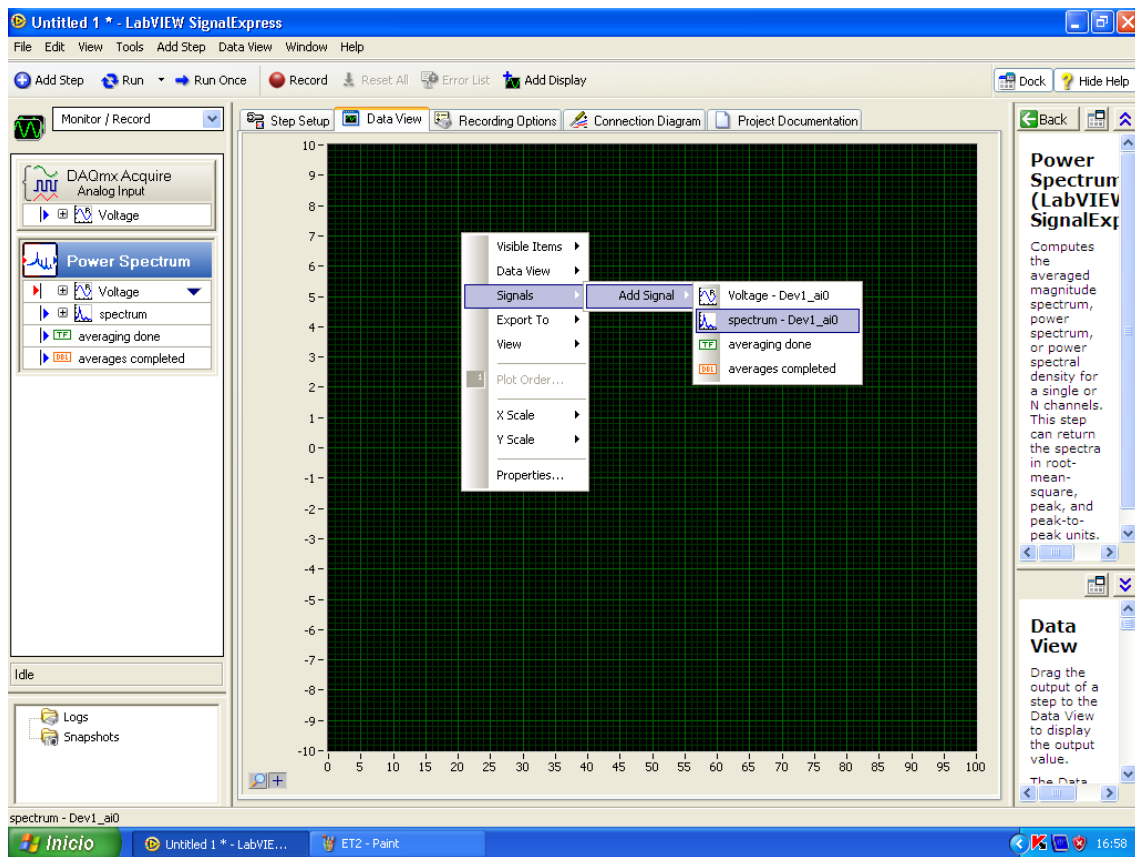 Untitled 1 * - LabVIEW SignalExpress
File Edit View Tools Add Step Data View Window Help
Add Step Run Run Once Record Reset All Error List Add Display Dock Hide Help
Monitor / Record
DAQmx Acquire
Analog Input
Voltage
Power Spectrum
Voltage
spectrum
TF averaging done
DBL averages completed
Idle
Logs
Snapshots
Step Setup Data View Recording Options Connection Diagram Project Documentation
10
9
8
7
6
5
4
3
2
1
0
-1
-2
-3
-4
-5
-6
-7
-8
-9
-10
0 5 10 15 20 25 30 35 40 45 50 55 60 65 70 75 80 85 90 95 100
Visible Items
Data View
Signals
Export To
View
1 Plot Order...
X Scale
Y Scale
Properties...
Add Signal
Voltage - Dev1_ai0
spectrum - Dev1_ai0
TF averaging done
DBL averages completed
Back
Power
Spectrum
(LabVIEW
SignalExp
Computes
the
averaged
magnitude
spectrum,
power
spectrum,
or power
spectral
density for
a single or
N channels.
This step
can return
the spectra
in root-
mean-
square,
peak, and
peak-to-
peak units.
Data
View
Drag the
output of a
step to the
Data View
to display
the output
value.
The Data
spectrum - Dev1_ai0
Inicio Untitled 1 * - LabVIE... ET2 - Paint 16:58